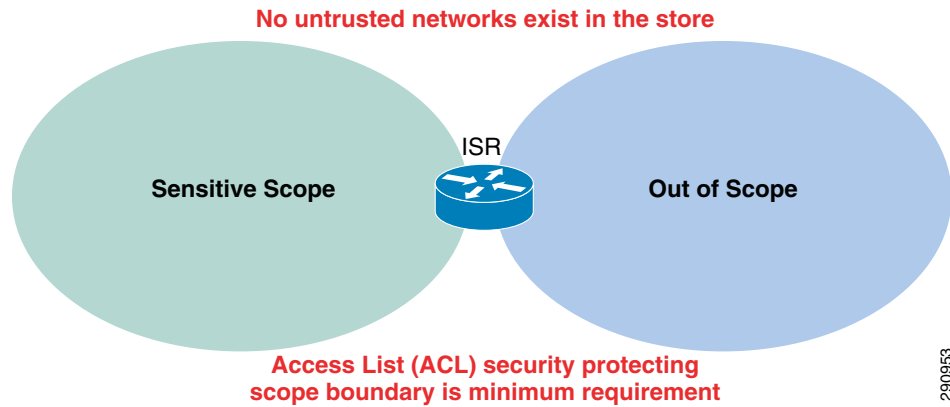 No untrusted networks exist in the store
ISR
Sensitive Scope
Out of Scope
Access List (ACL) security protecting
scope boundary is minimum requirement
290953